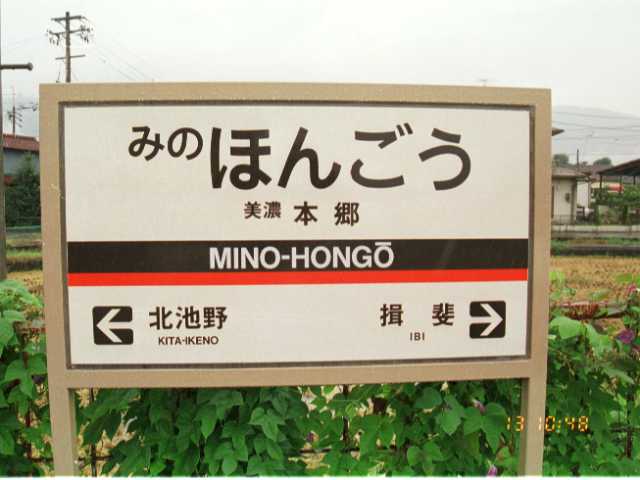 みのほんごう
美濃 本郷
MINO-HONGŌ
北池野 揖斐
KITA-IKENO IBI
13 10:48